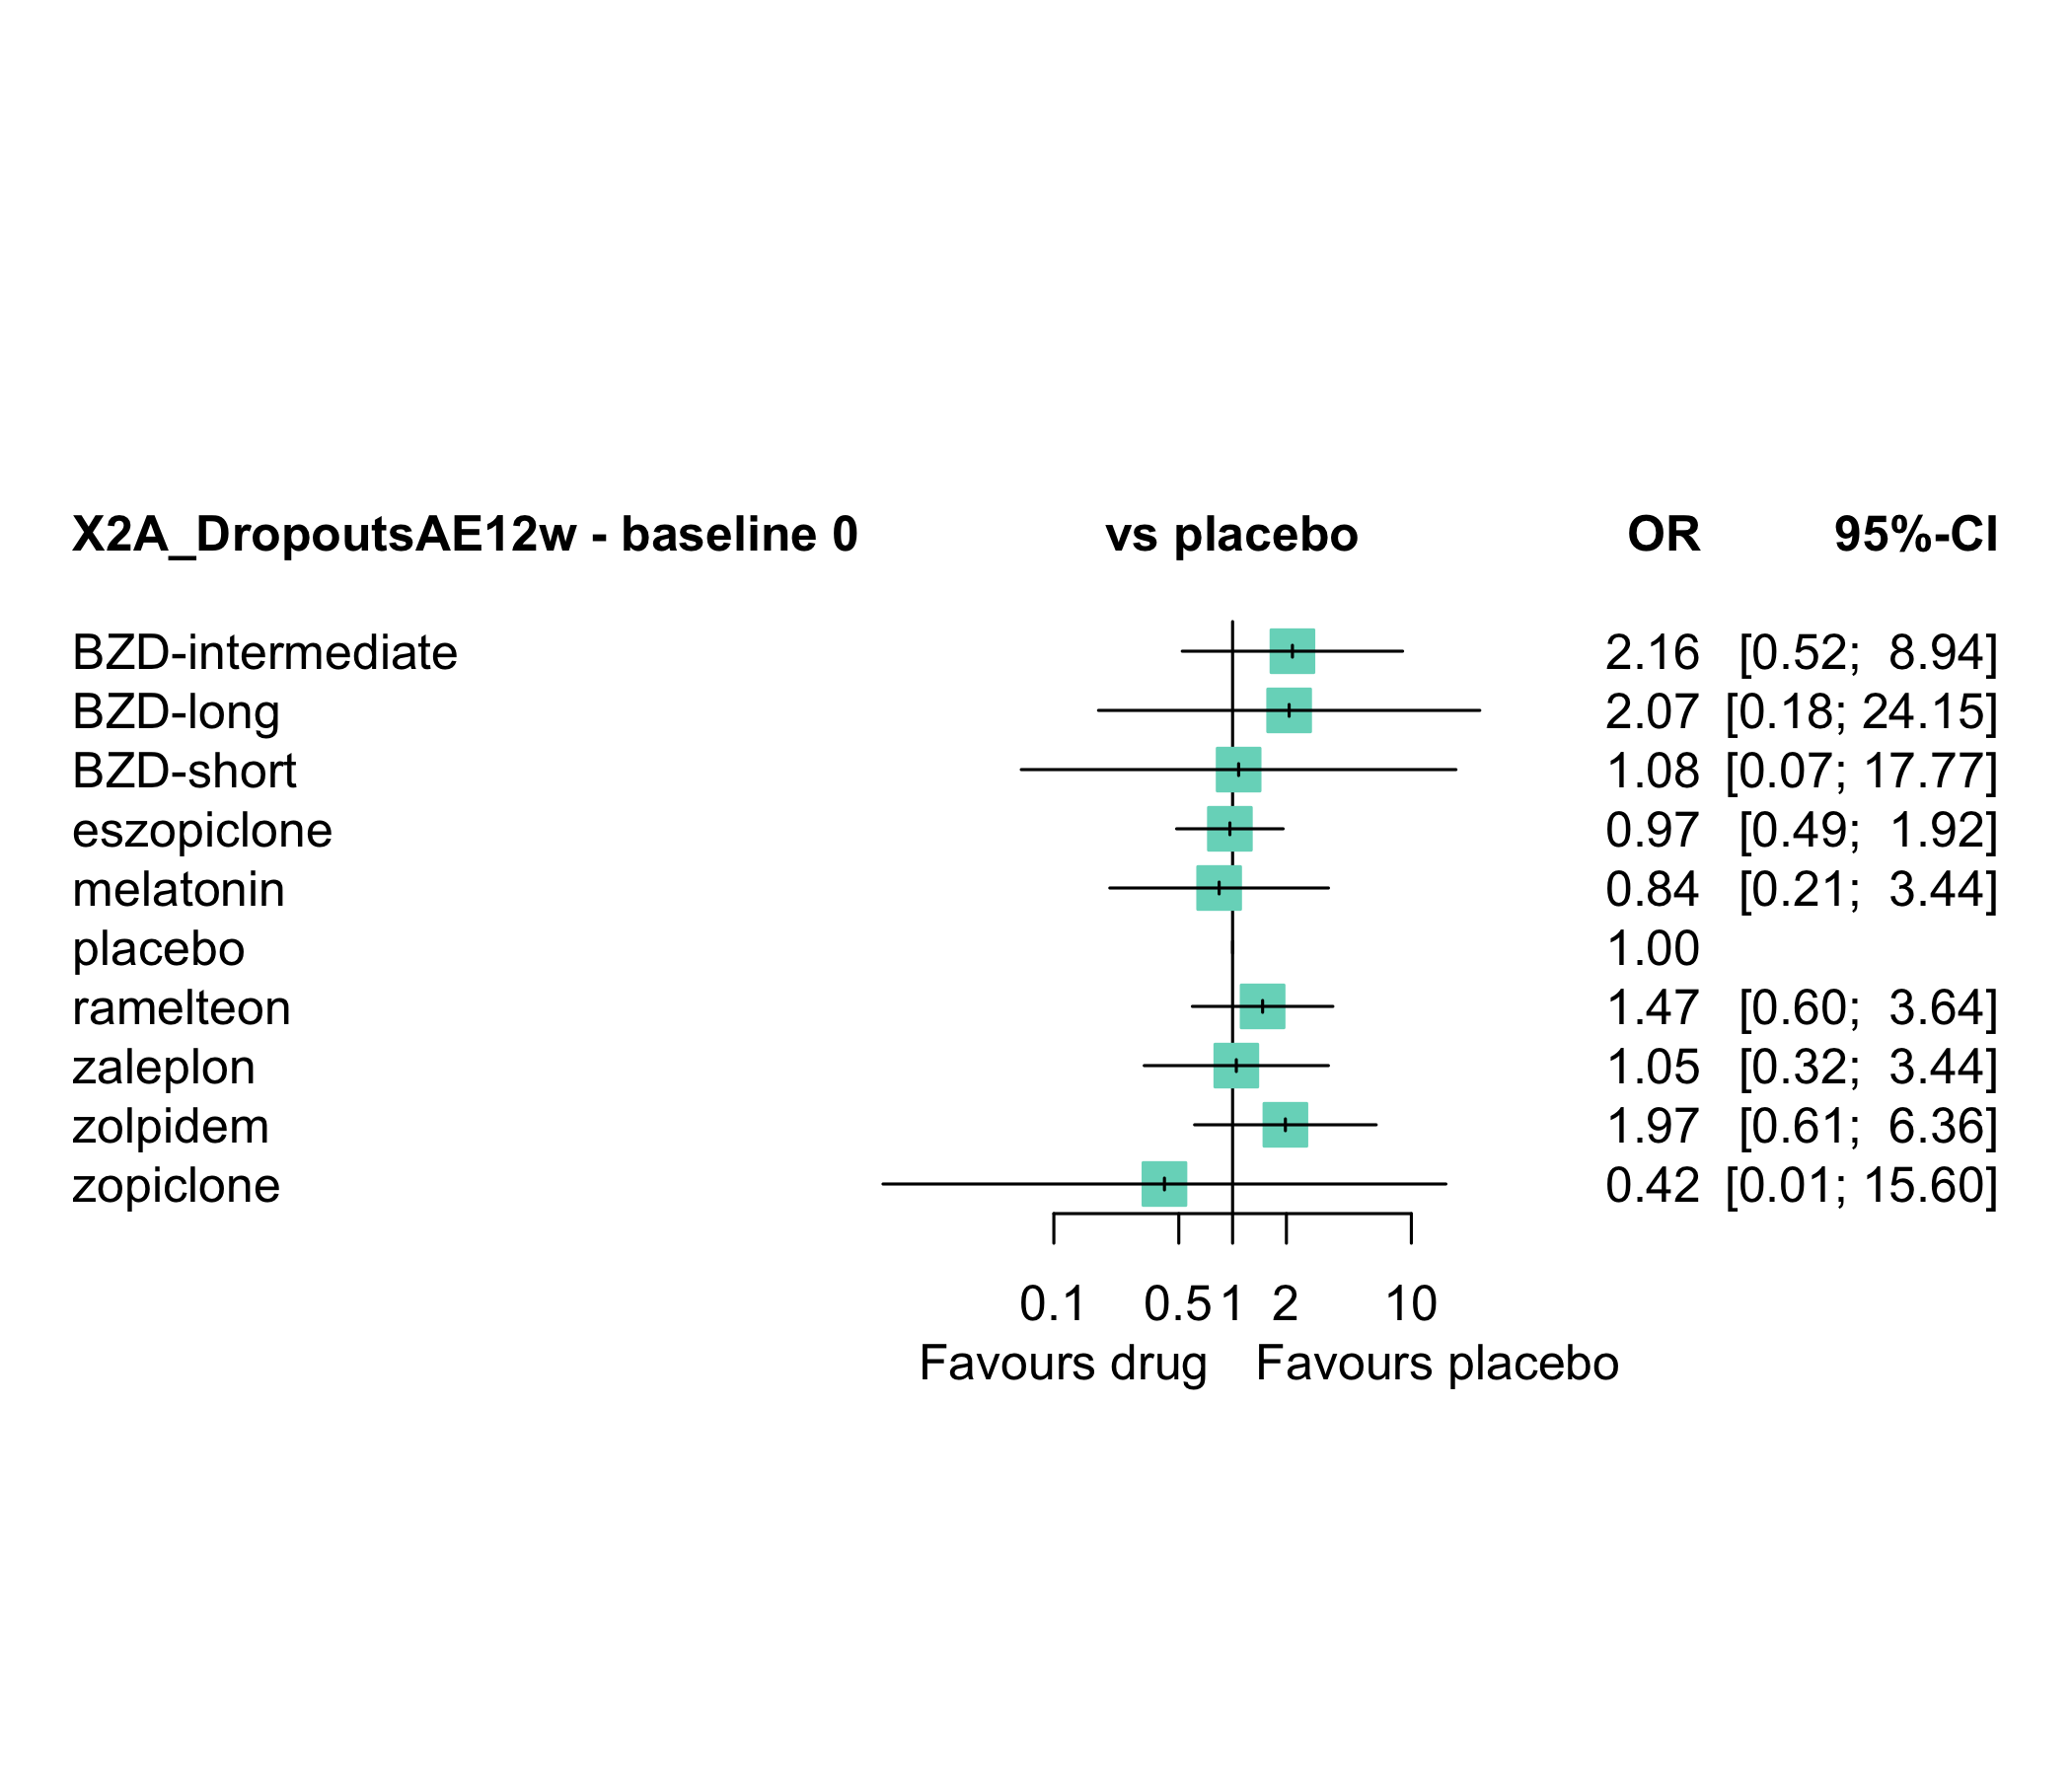 X2A_DropoutsAE12w - baseline 0 vs placebo OR 95%-CI
BZD-intermediate 2.16 [0.52; 8.94]
BZD-long 2.07 [0.18; 24.15]
BZD-short 1.08 [0.07; 17.77]
eszopiclone 0.97 [0.49; 1.92]
melatonin 0.84 [0.21; 3.44]
placebo 1.00
ramelteon 1.47 [0.60; 3.64]
zaleplon 1.05 [0.32; 3.44]
zolpidem 1.97 [0.61; 6.36]
zopiclone 0.42 [0.01; 15.60]
0.1 0.5 1 2 10
Favours drug Favours placebo